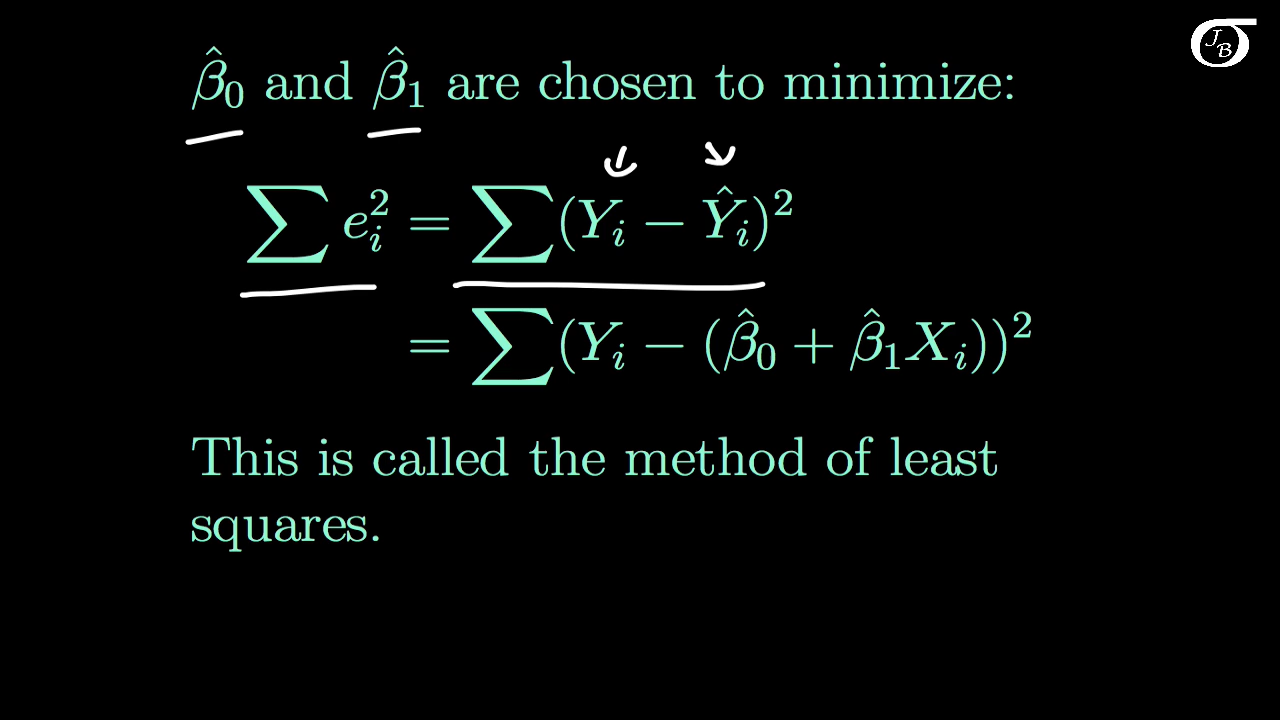 JB
β̂₀ and β̂₁ are chosen to minimize:
∑ eᵢ² = ∑(Yᵢ − Ŷᵢ)²
= ∑(Yᵢ − (β̂₀ + β̂₁Xᵢ))²
This is called the method of least
squares.